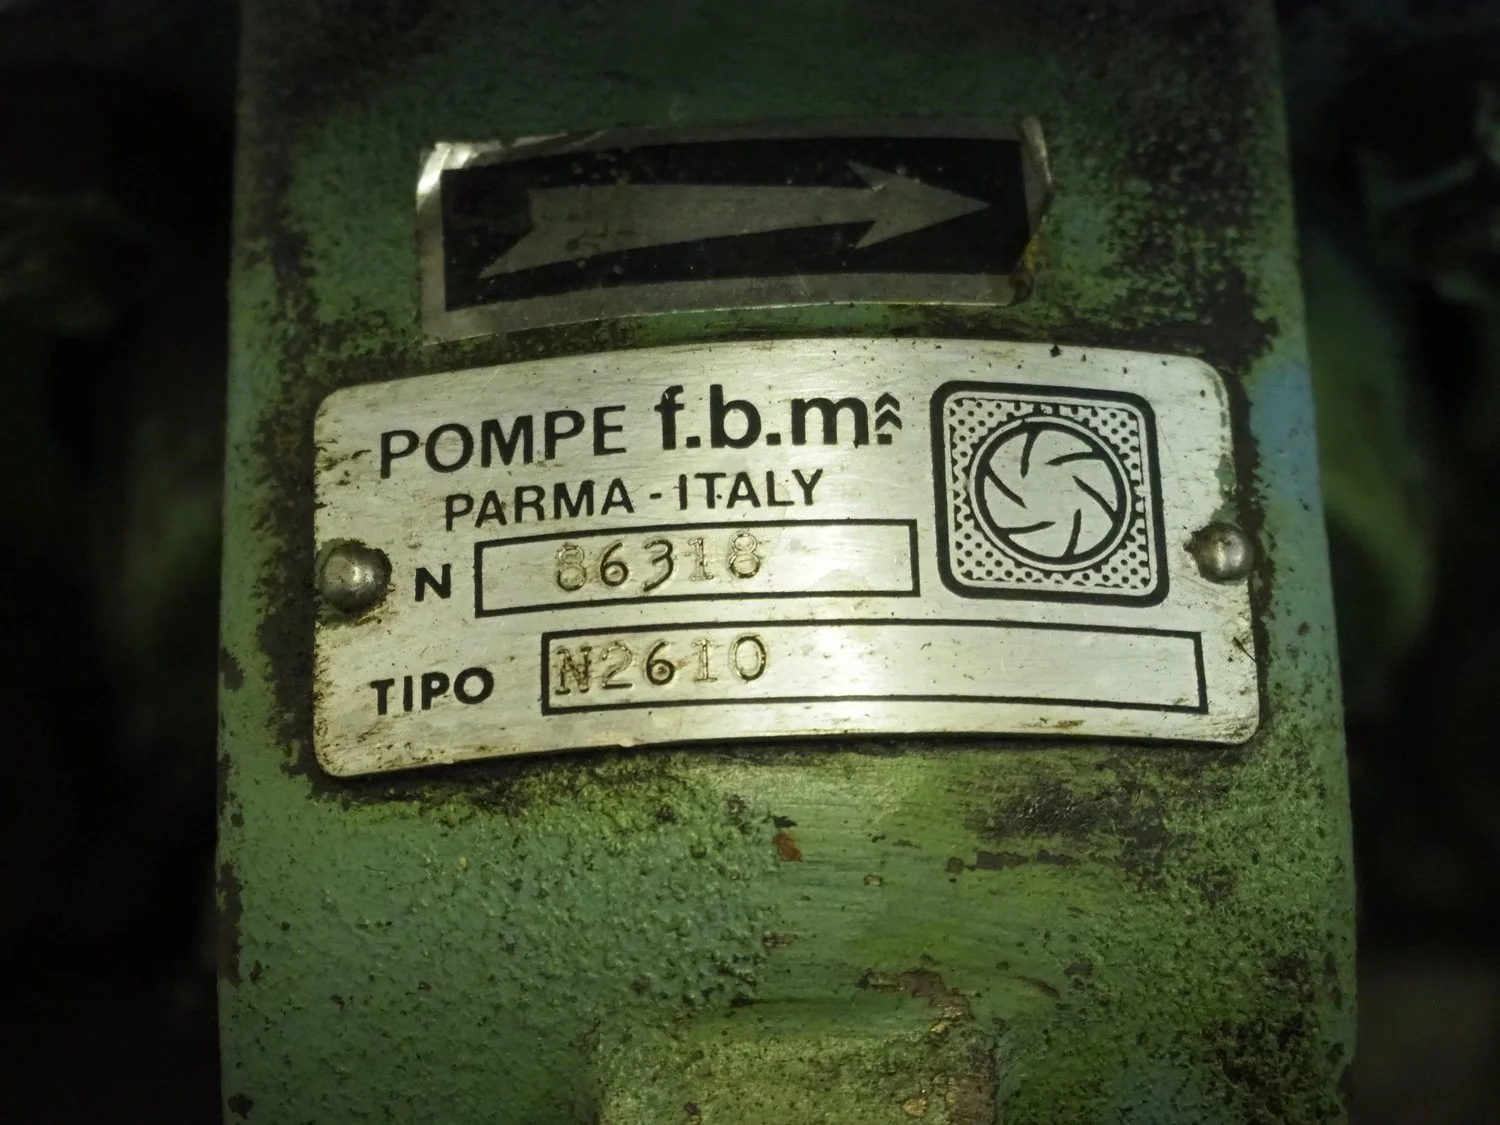 POMPE f.b.m.
PARMA - ITALY
N 86318
TIPO N2610